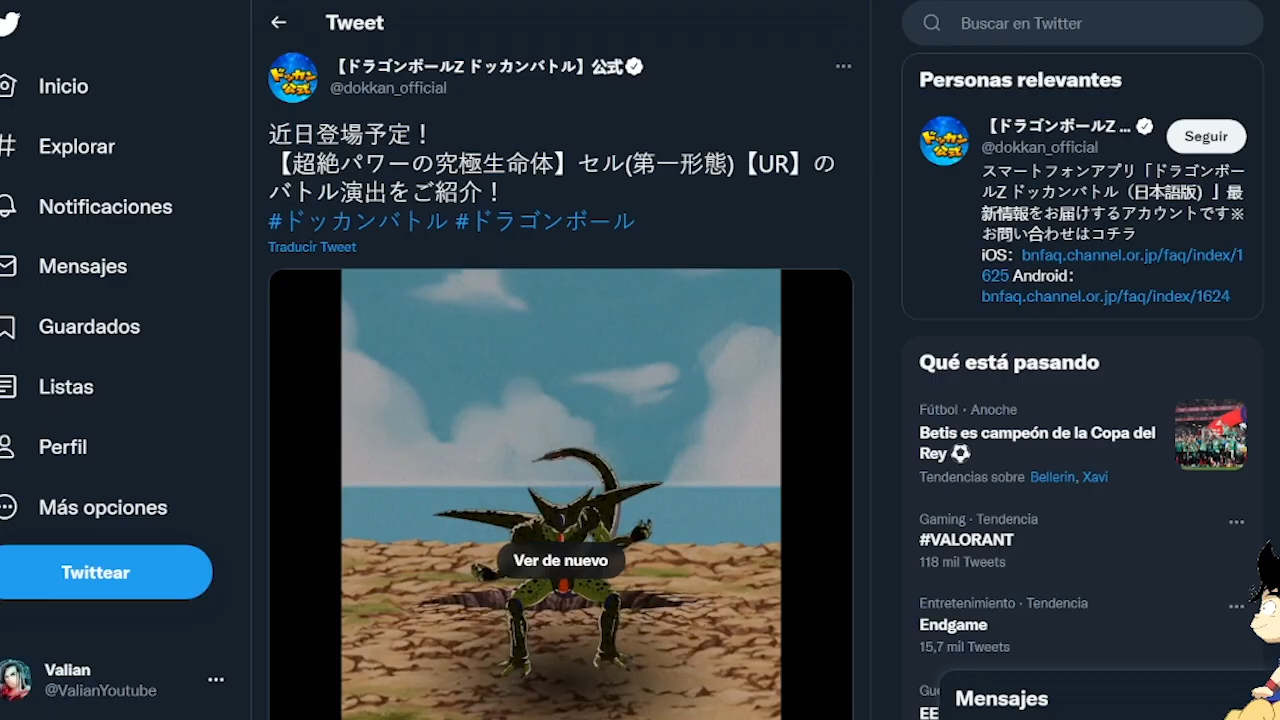 Tweet
【ドラゴンボールZ ドッカンバトル】公式
@dokkan_official
近日登場予定！
【超絶パワーの究極生命体】セル(第一形態)【UR】の
バトル演出をご紹介！
#ドッカンバトル #ドラゴンボール
Traducir Tweet
Ver de nuevo
Inicio
Explorar
Notificaciones
Mensajes
Guardados
Listas
Perfil
Más opciones
Twittear
Valian
@ValianYoutube
Buscar en Twitter
Personas relevantes
【ドラゴンボールZ ...
@dokkan_official
Seguir
スマートフォンアプリ「ドラゴンボー
ルZ ドッカンバトル（日本語版）」最
新情報をお届けするアカウントです※
お問い合わせはコチラ
iOS： bnfaq.channel.or.jp/faq/index/1
625 Android：
bnfaq.channel.or.jp/faq/index/1624
Qué está pasando
Fútbol · Anoche
Betis es campeón de la Copa del
Rey
Tendencias sobre Bellerin, Xavi
Gaming · Tendencia
#VALORANT
118 mil Tweets
Entretenimiento · Tendencia
Endgame
15,7 mil Tweets
Mensajes